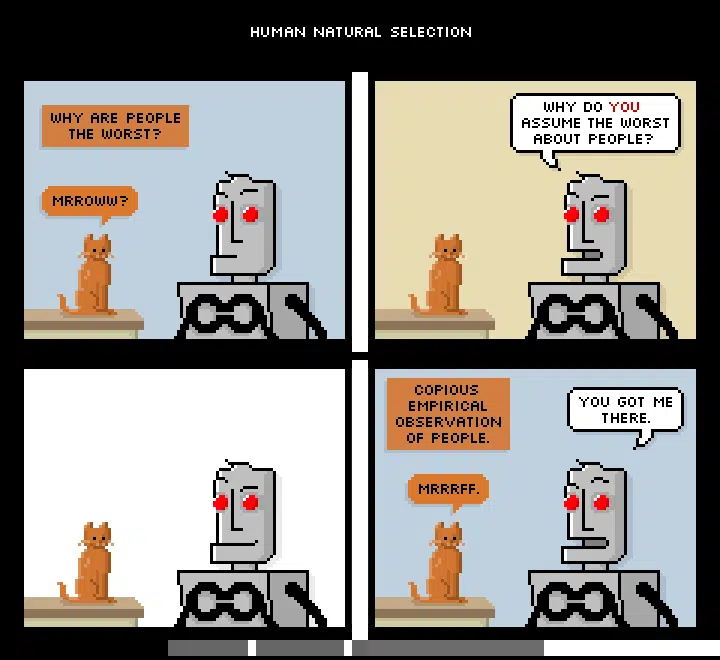 HUMAN NATURAL SELECTION
WHY ARE PEOPLE
THE WORST?
MRROWW?
WHY DO YOU
ASSUME THE WORST
ABOUT PEOPLE?
COPIOUS
EMPIRICAL
OBSERVATION
OF PEOPLE.
MRRRFF.
YOU GOT ME
THERE.